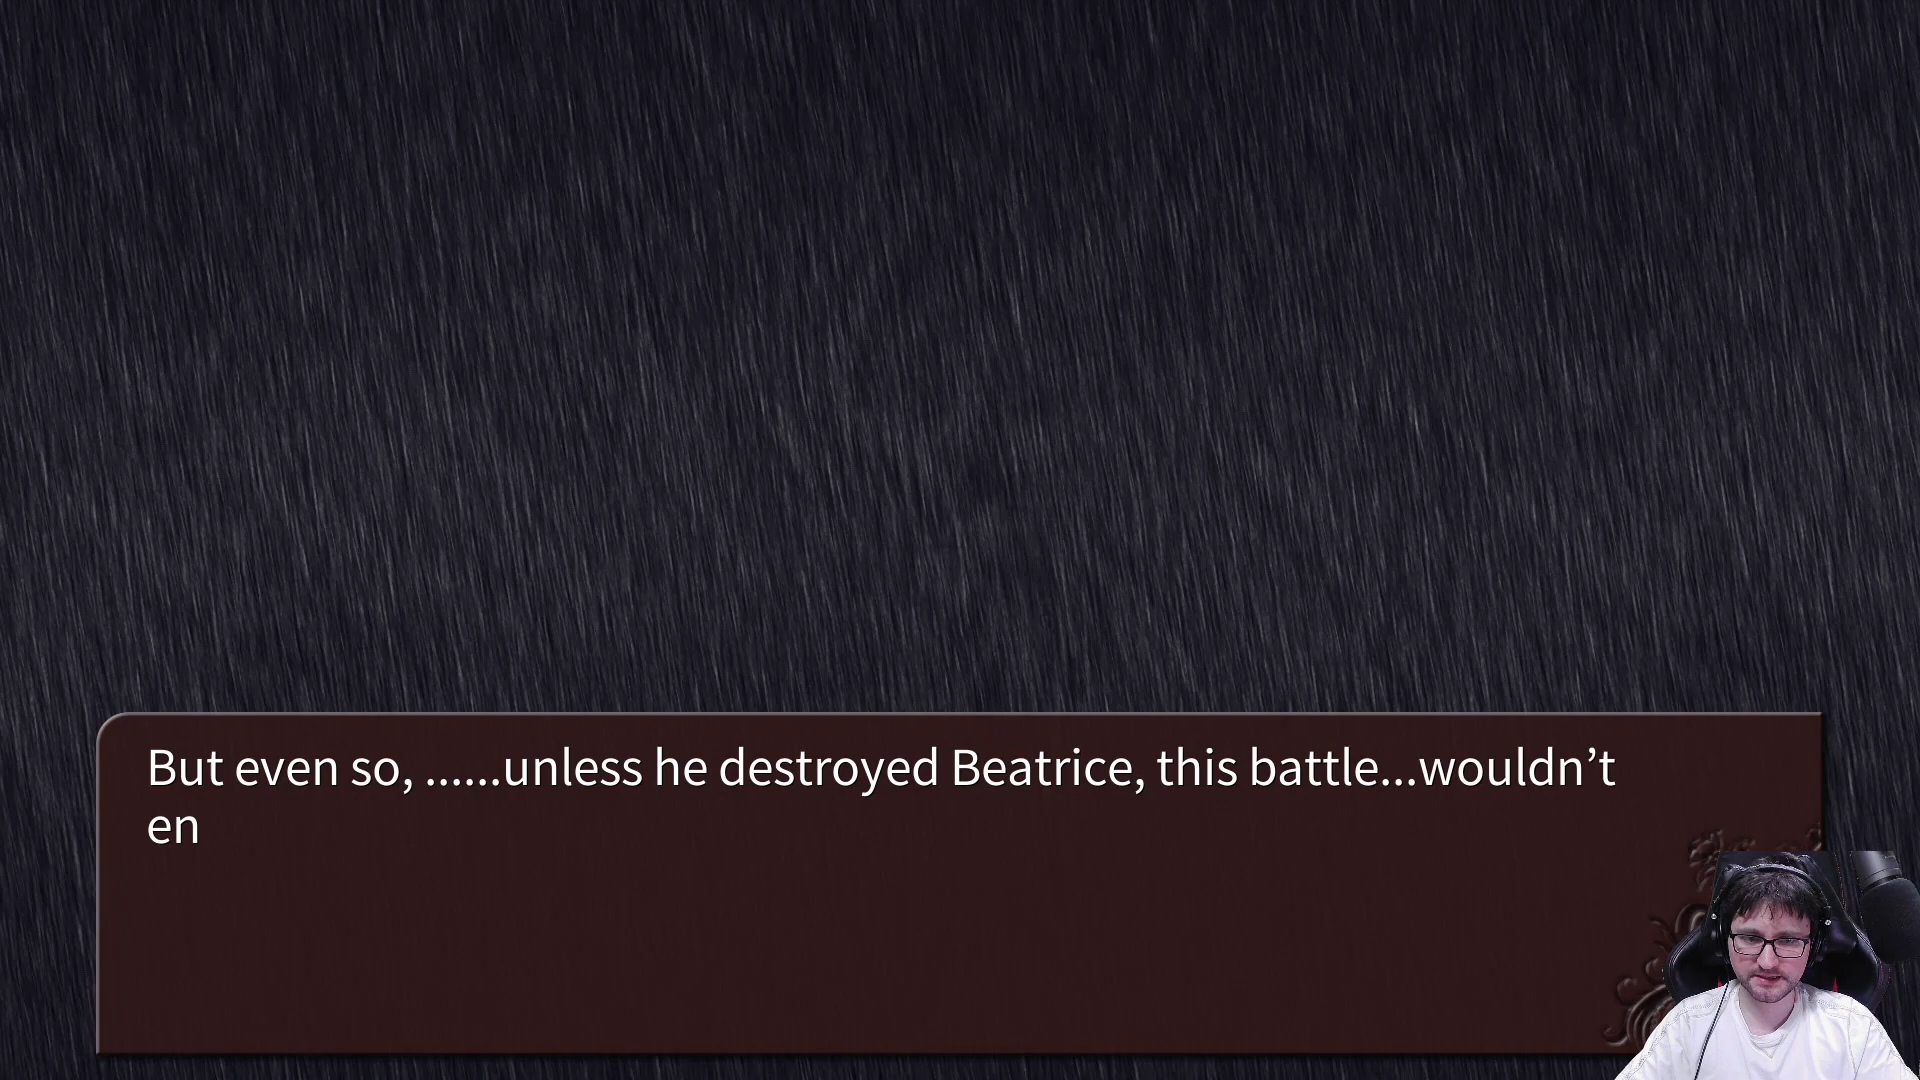 But even so, ......unless he destroyed Beatrice, this battle...wouldn’t
en